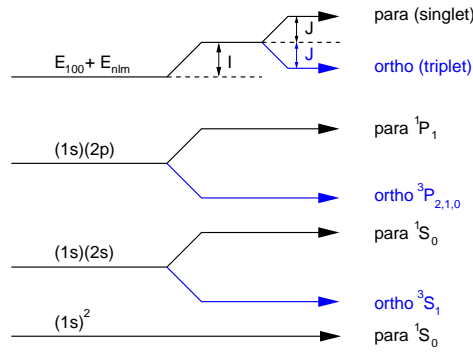 para (singlet)
J
E100 + Enlm
I
J
ortho (triplet)
(1s)(2p)
para ¹P₁
ortho ³P₂,₁,₀
(1s)(2s)
para ¹S₀
ortho ³S₁
(1s)²
para ¹S₀